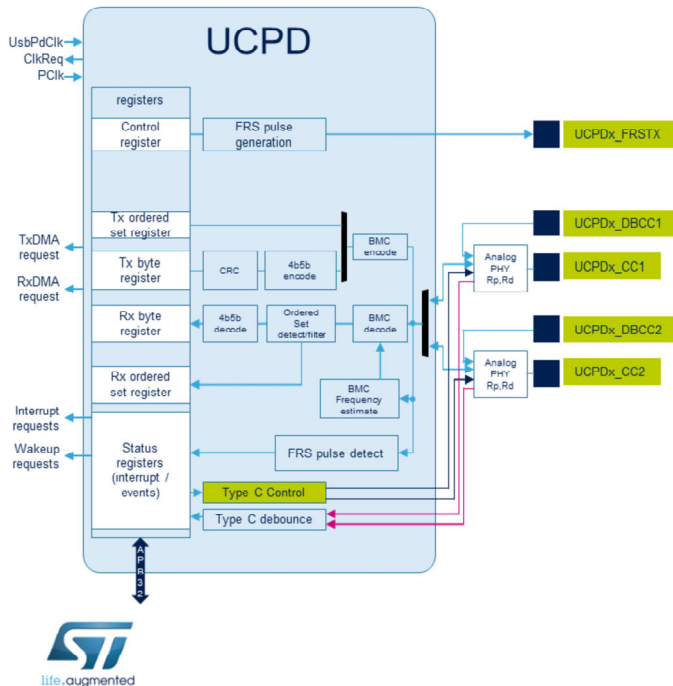 UCPD
UsbPdClk
ClkReq
PClk
registers
Control
register
FRS pulse
generation
UCPDx_FRSTX
Tx ordered
set register
BMC
encode
UCPDx_DBCC1
TxDMA
request
Tx byte
register
CRC
4b5b
encode
Analog
PHY
Rp,Rd
UCPDx_CC1
RxDMA
request
Rx byte
register
4b5b
decode
Ordered
Set
detect/filter
BMC
decode
UCPDx_DBCC2
Rx ordered
set register
BMC
Frequency
estimate
Analog
PHY
Rp,Rd
UCPDx_CC2
Interrupt
requests
Wakeup
requests
Status
registers
(interrupt /
events)
FRS pulse detect
Type C Control
Type C debounce
APB32
ST
life.augmented